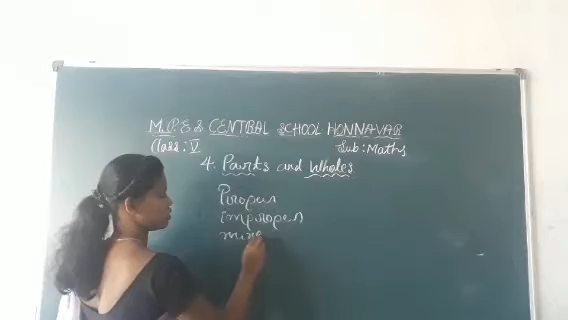 M.P.E.S CENTRAL SCHOOL HONNAVAR
Class : V Sub : Maths
4. Parts and Wholes
Proper
Improper